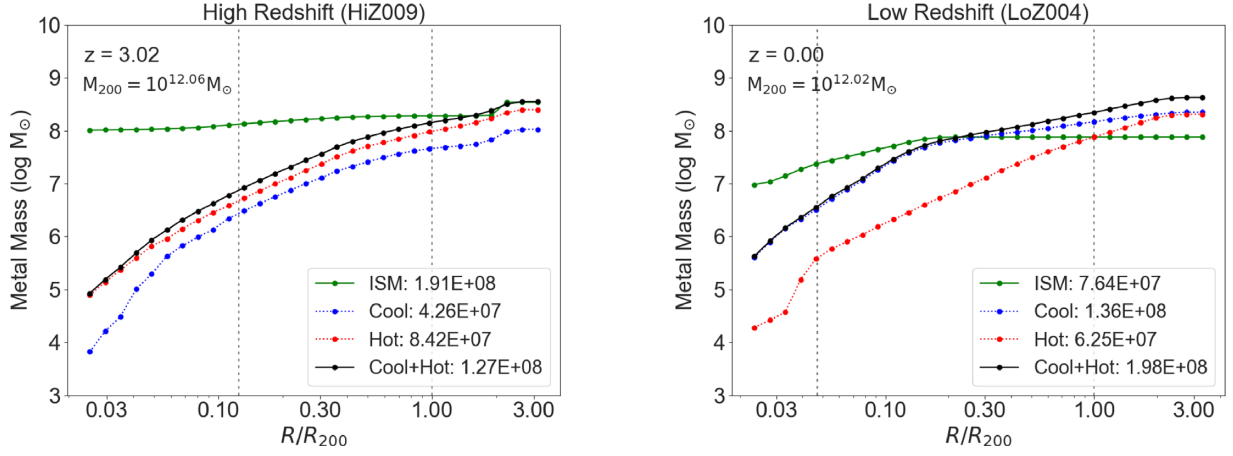 High Redshift (HiZ009)
z = 3.02
M200 = 10^12.06 M⊙
Metal Mass (log M⊙)
10
9
8
7
6
5
4
3
ISM: 1.91E+08
Cool: 4.26E+07
Hot: 8.42E+07
Cool+Hot: 1.27E+08
0.03 0.10 0.30 1.00 3.00
R/R200
Low Redshift (LoZ004)
z = 0.00
M200 = 10^12.02 M⊙
Metal Mass (log M⊙)
10
9
8
7
6
5
4
3
ISM: 7.64E+07
Cool: 1.36E+08
Hot: 6.25E+07
Cool+Hot: 1.98E+08
0.03 0.10 0.30 1.00 3.00
R/R200